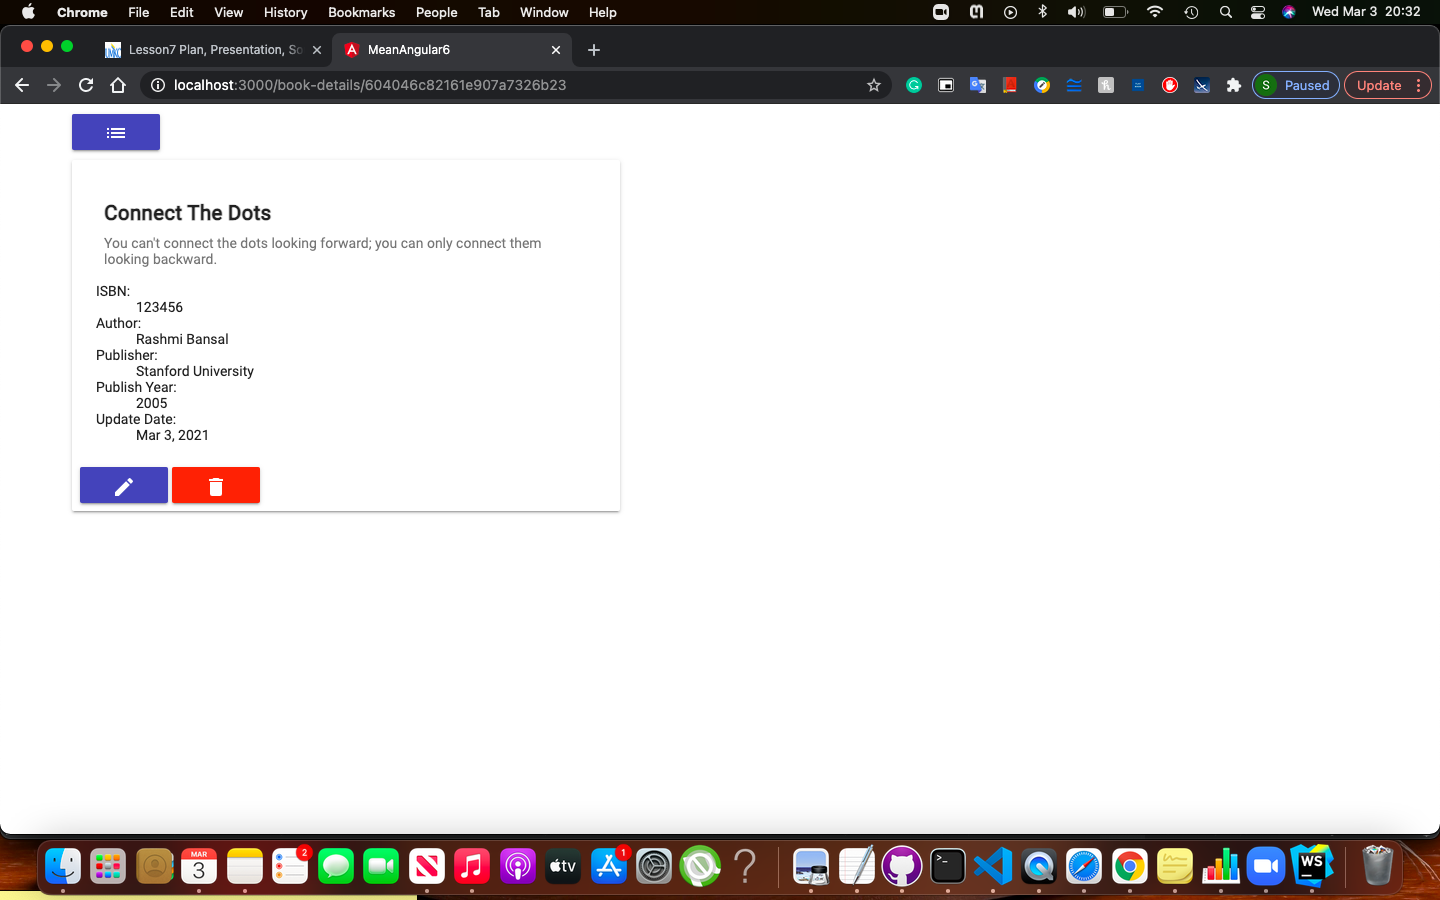 Chrome File Edit View History Bookmarks People Tab Window Help Wed Mar 3 20:32
Lesson7 Plan, Presentation, So
MeanAngular6
localhost:3000/book-details/604046c82161e907a7326b23
S Paused
Update
Connect The Dots
You can't connect the dots looking forward; you can only connect them
looking backward.
ISBN:
123456
Author:
Rashmi Bansal
Publisher:
Stanford University
Publish Year:
2005
Update Date:
Mar 3, 2021
MAR
3
2
tv
1
>_
WS